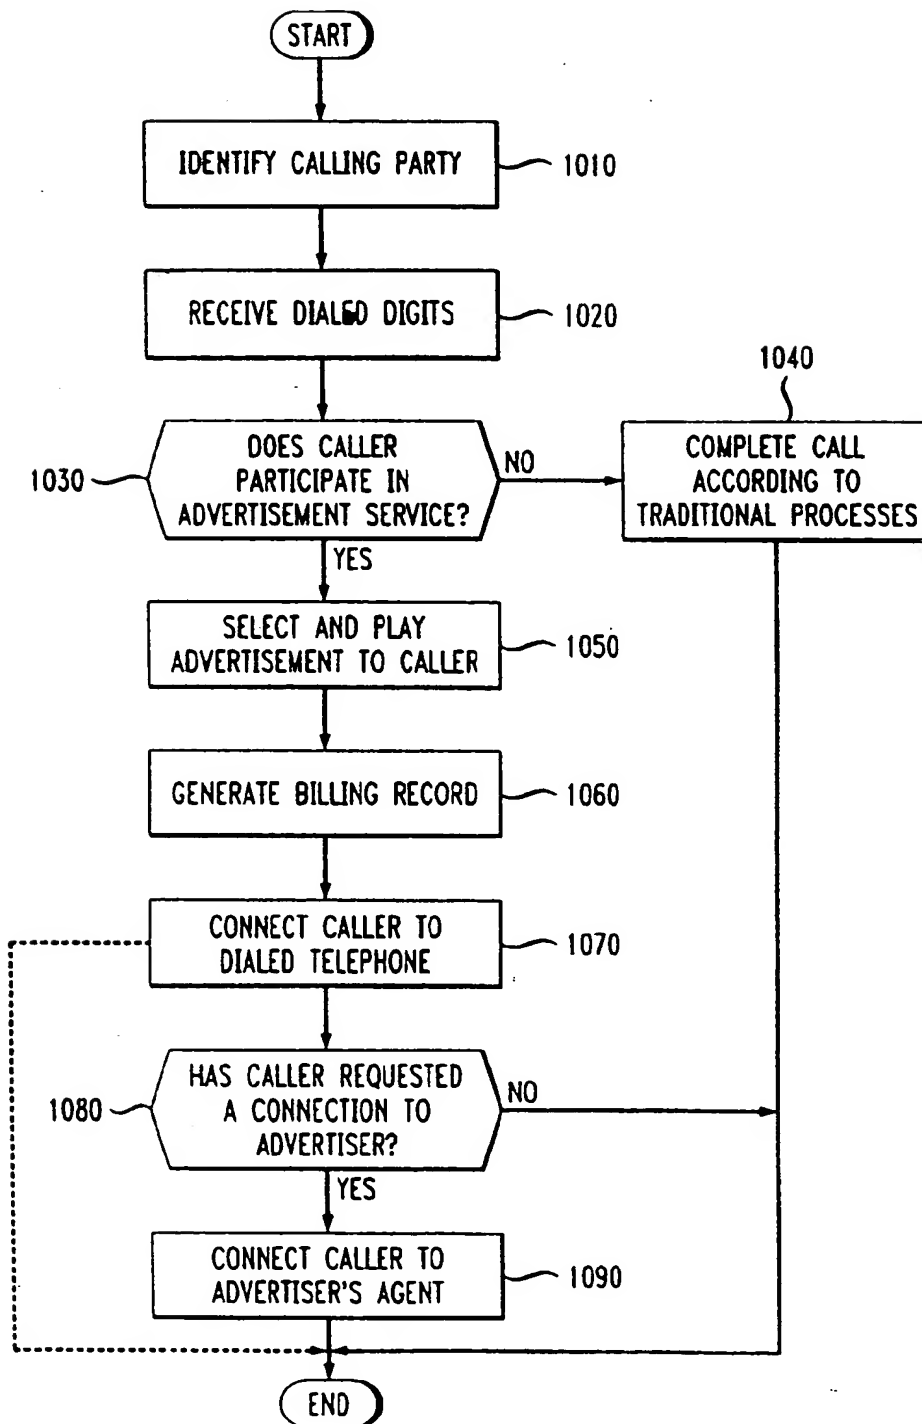 START
IDENTIFY CALLING PARTY
1010
RECEIVE DIALED DIGITS
1020
1030
DOES CALLER
PARTICIPATE IN
ADVERTISEMENT SERVICE?
NO
YES
1040
COMPLETE CALL
ACCORDING TO
TRADITIONAL PROCESSES
SELECT AND PLAY
ADVERTISEMENT TO CALLER
1050
GENERATE BILLING RECORD
1060
CONNECT CALLER TO
DIALED TELEPHONE
1070
1080
HAS CALLER REQUESTED
A CONNECTION TO
ADVERTISER?
NO
YES
CONNECT CALLER TO
ADVERTISER'S AGENT
1090
END